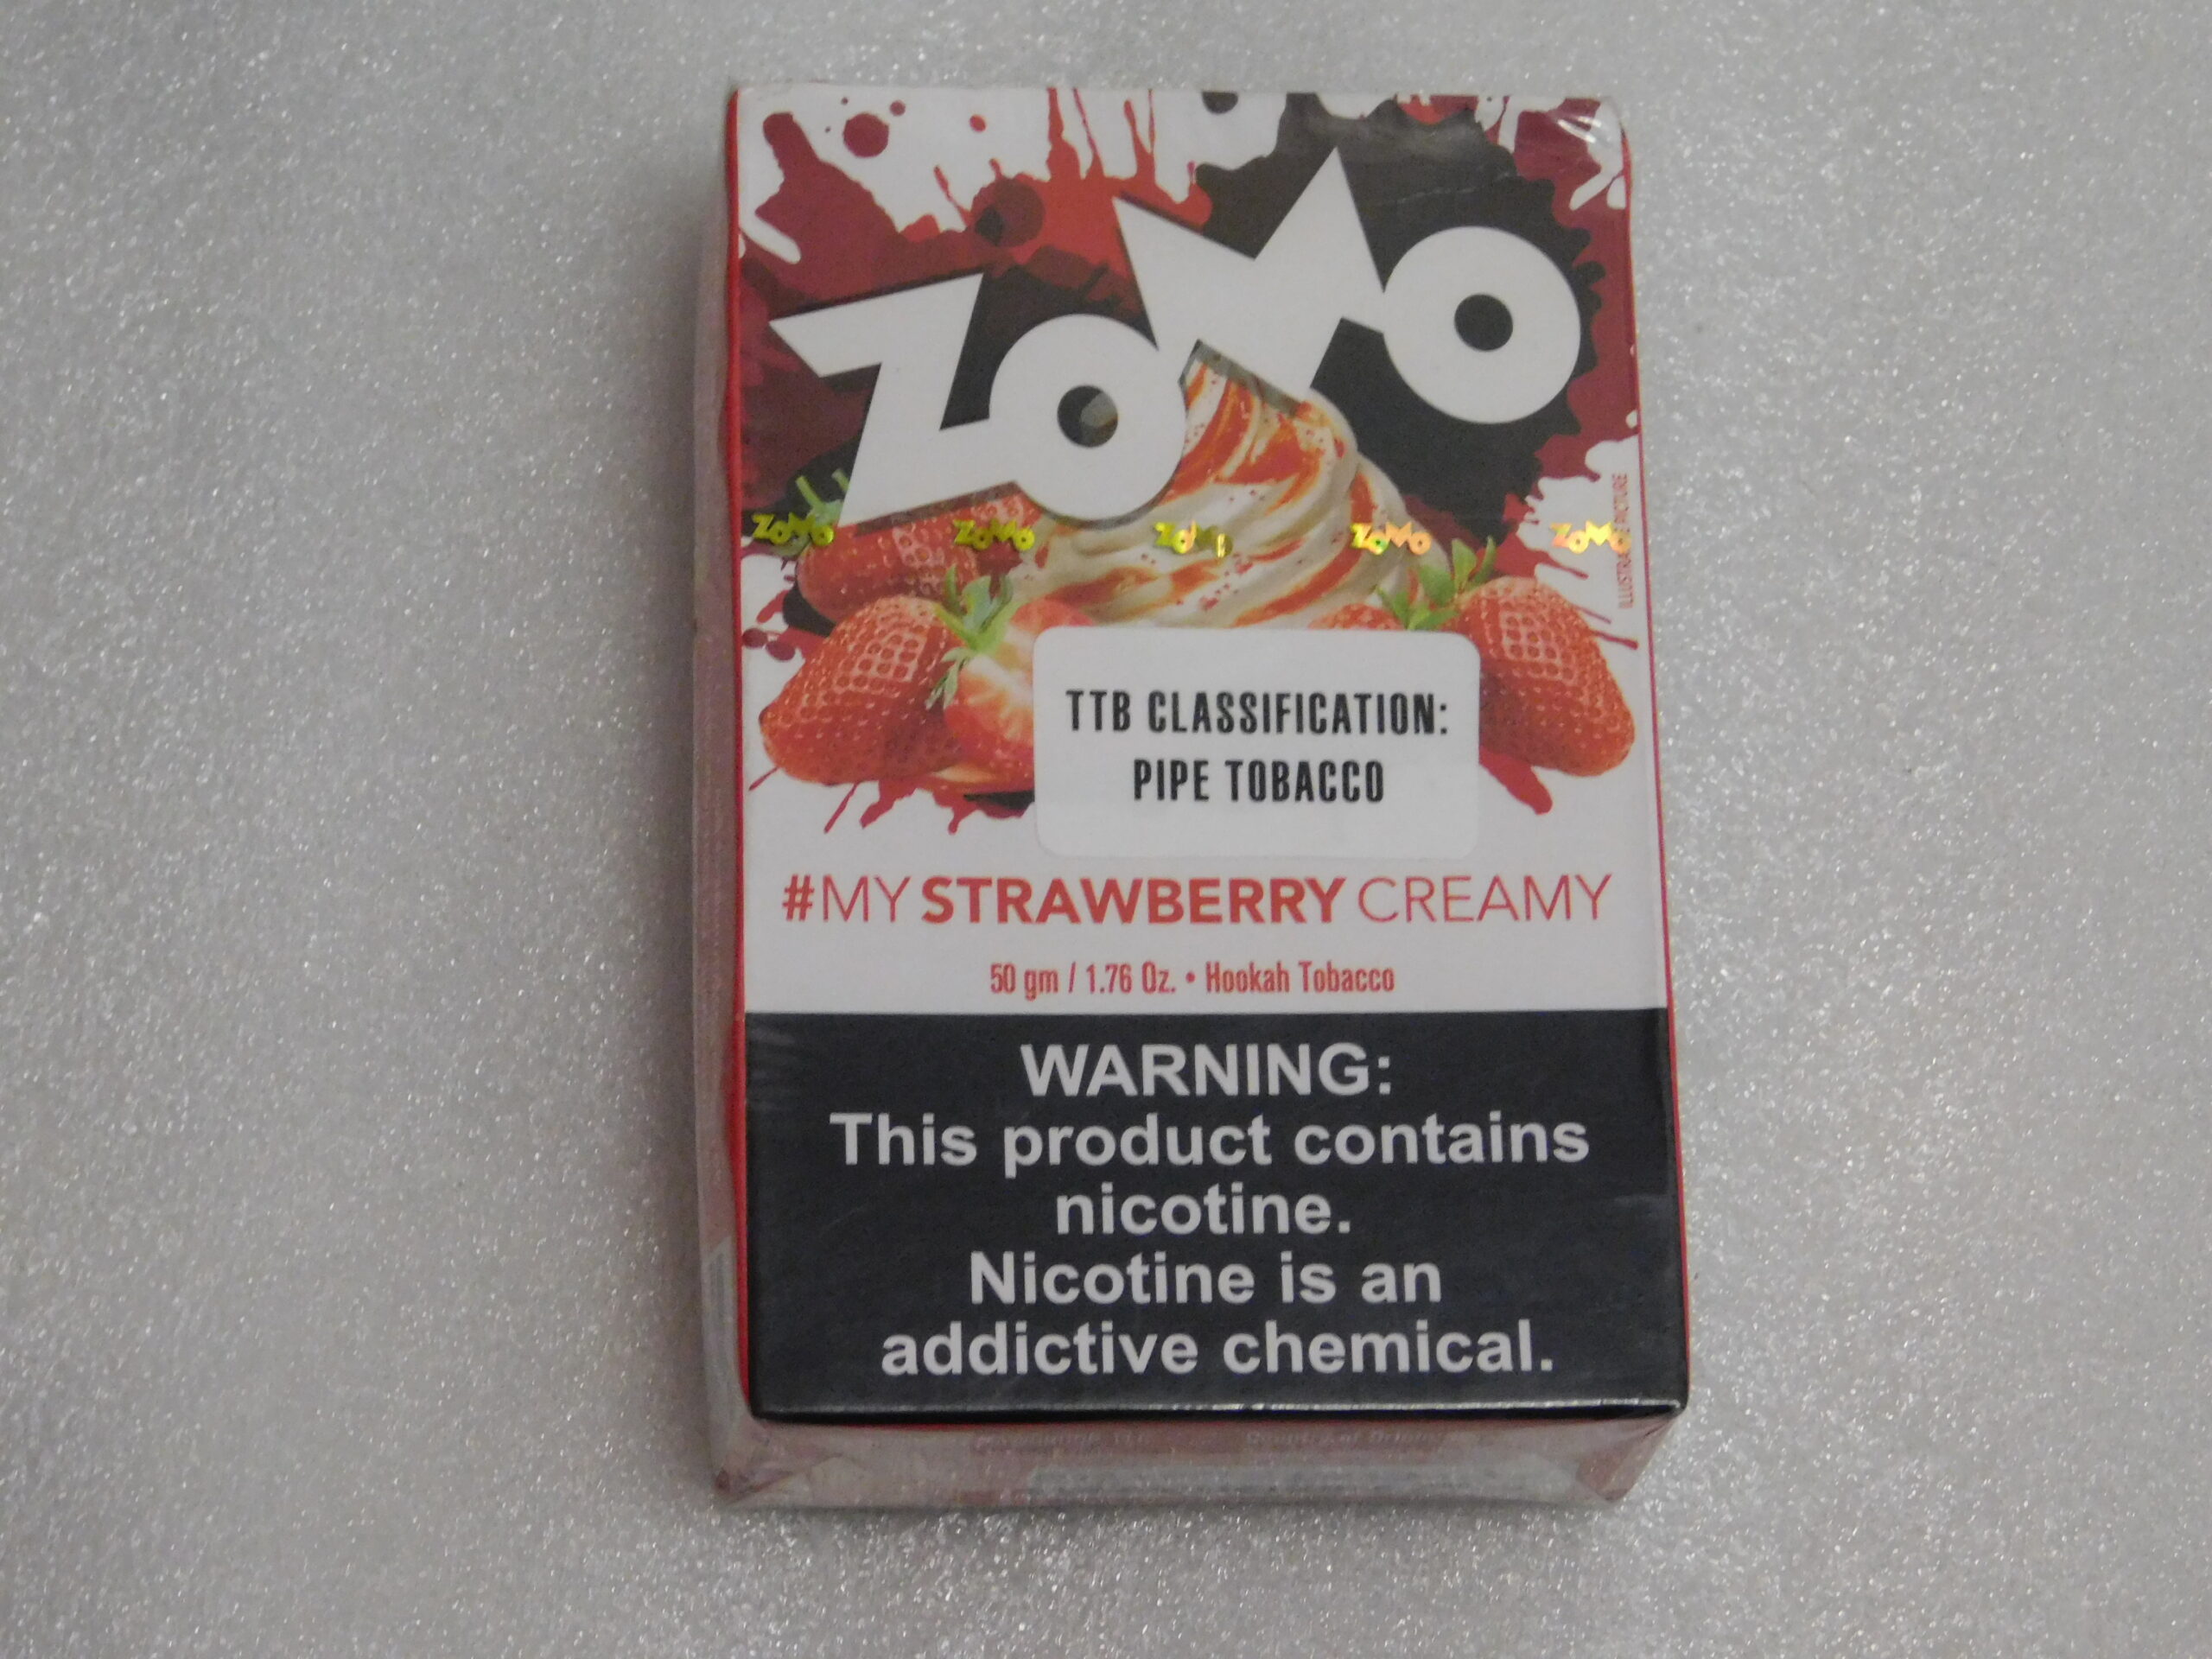 ZOMO
ZOMO ZOMO ZOMO ZOMO ZOMO
TTB CLASSIFICATION:
PIPE TOBACCO
#MY STRAWBERRY CREAMY
50 gm / 1.76 Oz. • Hookah Tobacco
WARNING:
This product contains
nicotine.
Nicotine is an
addictive chemical.